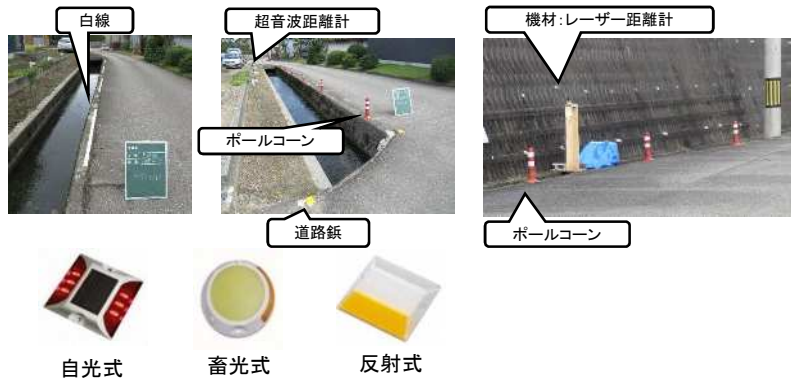 白線
超音波距離計
機材:レーザー距離計
ポールコーン
道路鋲
ポールコーン
自光式
畜光式
反射式